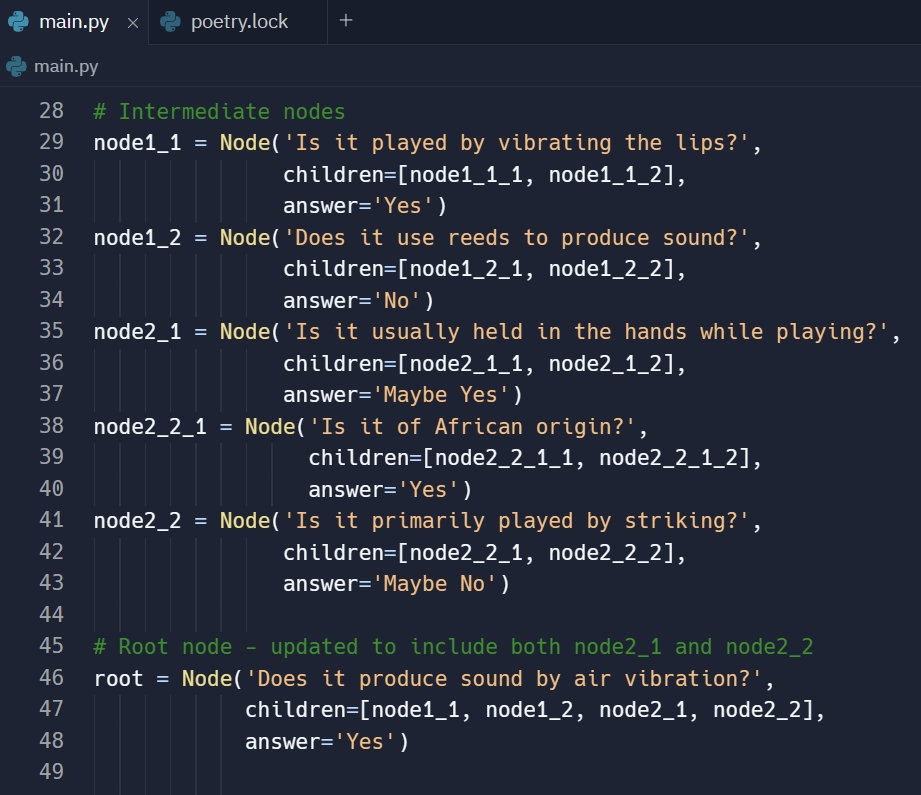 main.py × poetry.lock +
main.py
28 # Intermediate nodes
29 node1_1 = Node('Is it played by vibrating the lips?',
30 children=[node1_1_1, node1_1_2],
31 answer='Yes')
32 node1_2 = Node('Does it use reeds to produce sound?',
33 children=[node1_2_1, node1_2_2],
34 answer='No')
35 node2_1 = Node('Is it usually held in the hands while playing?',
36 children=[node2_1_1, node2_1_2],
37 answer='Maybe Yes')
38 node2_2_1 = Node('Is it of African origin?',
39 children=[node2_2_1_1, node2_2_1_2],
40 answer='Yes')
41 node2_2 = Node('Is it primarily played by striking?',
42 children=[node2_2_1, node2_2_2],
43 answer='Maybe No')
44
45 # Root node – updated to include both node2_1 and node2_2
46 root = Node('Does it produce sound by air vibration?',
47 children=[node1_1, node1_2, node2_1, node2_2],
48 answer='Yes')
49